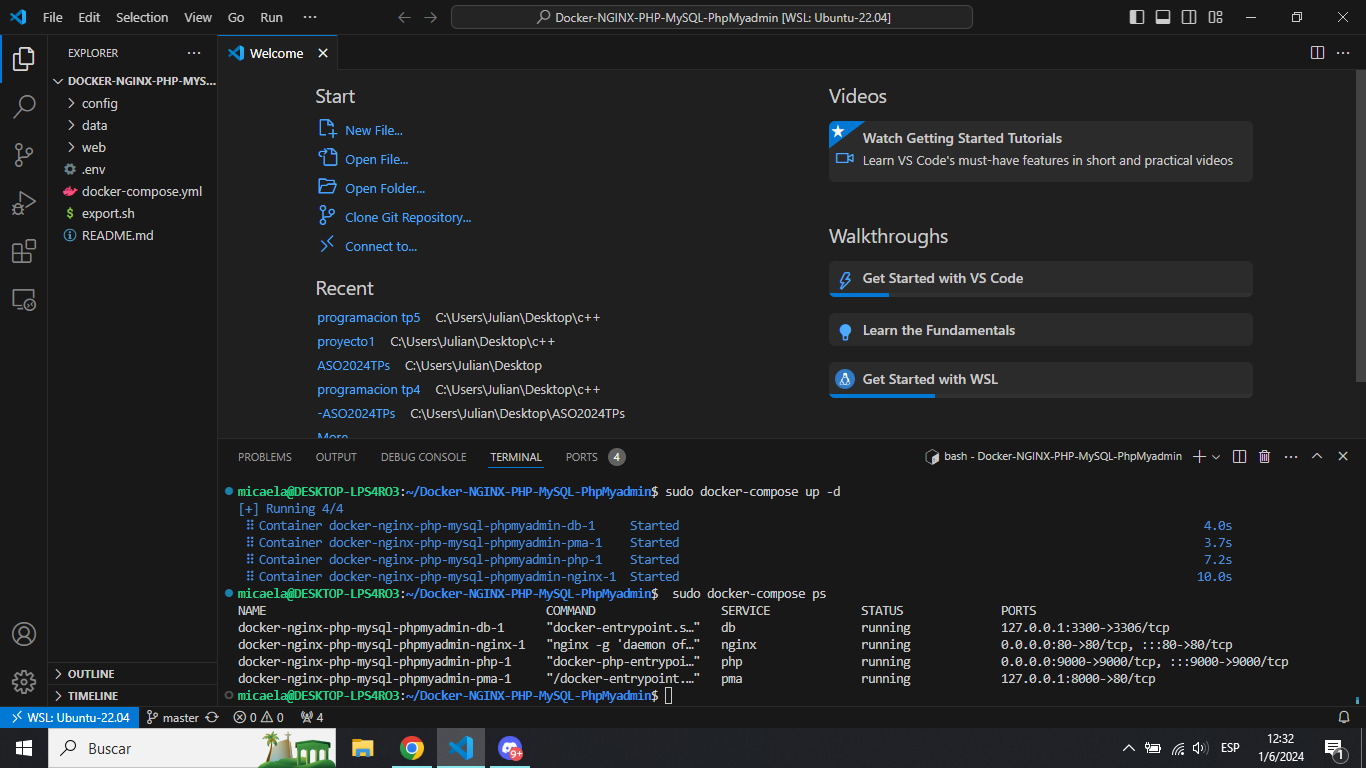 File Edit Selection View Go Run ···
Docker-NGINX-PHP-MySQL-PhpMyadmin [WSL: Ubuntu-22.04]
EXPLORER
DOCKER-NGINX-PHP-MYS...
config
data
web
.env
docker-compose.yml
$ export.sh
README.md
OUTLINE
TIMELINE
Welcome
Start
New File...
Open File...
Open Folder...
Clone Git Repository...
Connect to...
Recent
programacion tp5 C:\Users\Julian\Desktop\c++
proyecto1 C:\Users\Julian\Desktop\c++
ASO2024TPs C:\Users\Julian\Desktop
programacion tp4 C:\Users\Julian\Desktop\c++
-ASO2024TPs C:\Users\Julian\Desktop\ASO2024TPs
More...
Videos
Watch Getting Started Tutorials
Learn VS Code's must-have features in short and practical videos
Walkthroughs
Get Started with VS Code
Learn the Fundamentals
Get Started with WSL
PROBLEMS OUTPUT DEBUG CONSOLE TERMINAL PORTS 4
bash - Docker-NGINX-PHP-MySQL-PhpMyadmin
micaela@DESKTOP-LPS4RO3:~/Docker-NGINX-PHP-MySQL-PhpMyadmin$ sudo docker-compose up -d
[+] Running 4/4
⠿ Container docker-nginx-php-mysql-phpmyadmin-db-1 Started 4.0s
⠿ Container docker-nginx-php-mysql-phpmyadmin-pma-1 Started 3.7s
⠿ Container docker-nginx-php-mysql-phpmyadmin-php-1 Started 7.2s
⠿ Container docker-nginx-php-mysql-phpmyadmin-nginx-1 Started 10.0s
micaela@DESKTOP-LPS4RO3:~/Docker-NGINX-PHP-MySQL-PhpMyadmin$ sudo docker-compose ps
NAME COMMAND SERVICE STATUS PORTS
docker-nginx-php-mysql-phpmyadmin-db-1 "docker-entrypoint.s…" db running 127.0.0.1:3300->3306/tcp
docker-nginx-php-mysql-phpmyadmin-nginx-1 "nginx -g 'daemon of…" nginx running 0.0.0.0:80->80/tcp, :::80->80/tcp
docker-nginx-php-mysql-phpmyadmin-php-1 "docker-php-entrypoi…" php running 0.0.0.0:9000->9000/tcp, :::9000->9000/tcp
docker-nginx-php-mysql-phpmyadmin-pma-1 "/docker-entrypoint.…" pma running 127.0.0.1:8000->80/tcp
micaela@DESKTOP-LPS4RO3:~/Docker-NGINX-PHP-MySQL-PhpMyadmin$
WSL: Ubuntu-22.04 master 0 0 4
Buscar
9+
ESP
12:32
1/6/2024
1